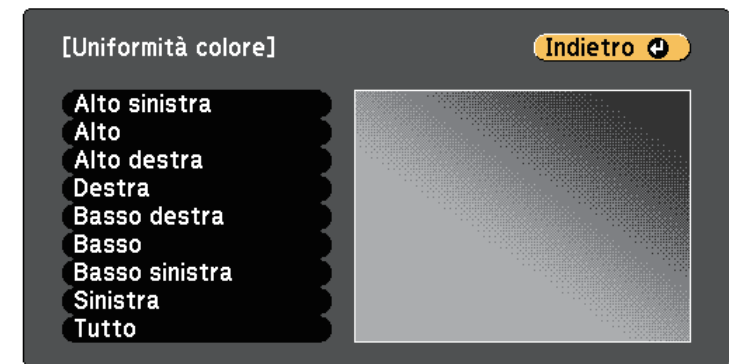 [Uniformità colore]
Indietro
Alto sinistra
Alto
Alto destra
Destra
Basso destra
Basso
Basso sinistra
Sinistra
Tutto